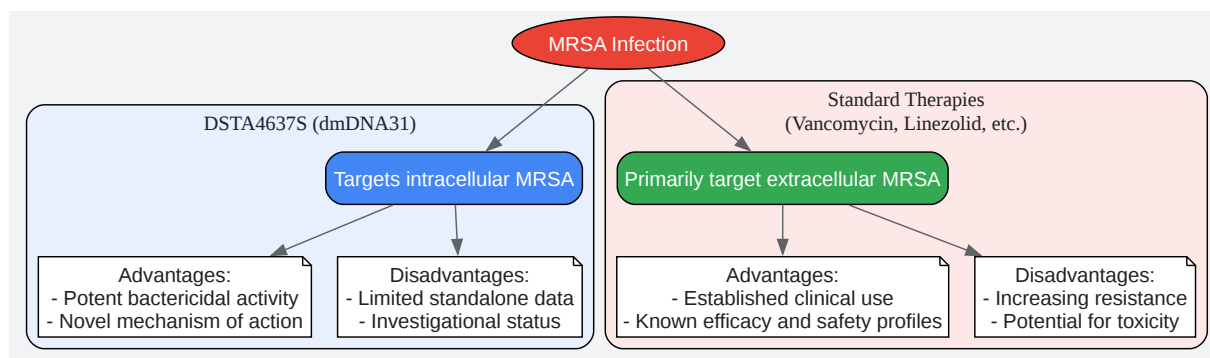 MRSA Infection
DSTA4637S (dmDNA31)
Targets intracellular MRSA
Advantages:
- Potent bactericidal activity
- Novel mechanism of action
Disadvantages:
- Limited standalone data
- Investigational status
Standard Therapies
(Vancomycin, Linezolid, etc.)
Primarily target extracellular MRSA
Advantages:
- Established clinical use
- Known efficacy and safety profiles
Disadvantages:
- Increasing resistance
- Potential for toxicity